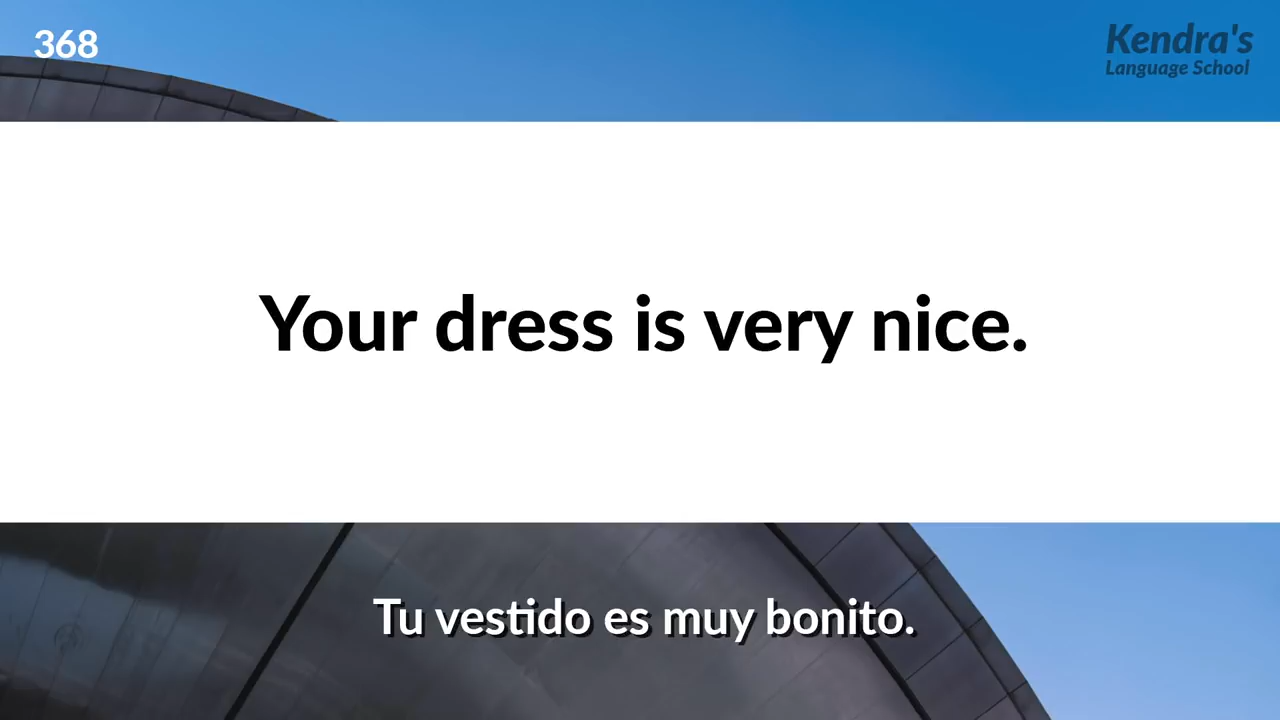 368
Kendra's
Language School
Your dress is very nice.
Tu vestido es muy bonito.